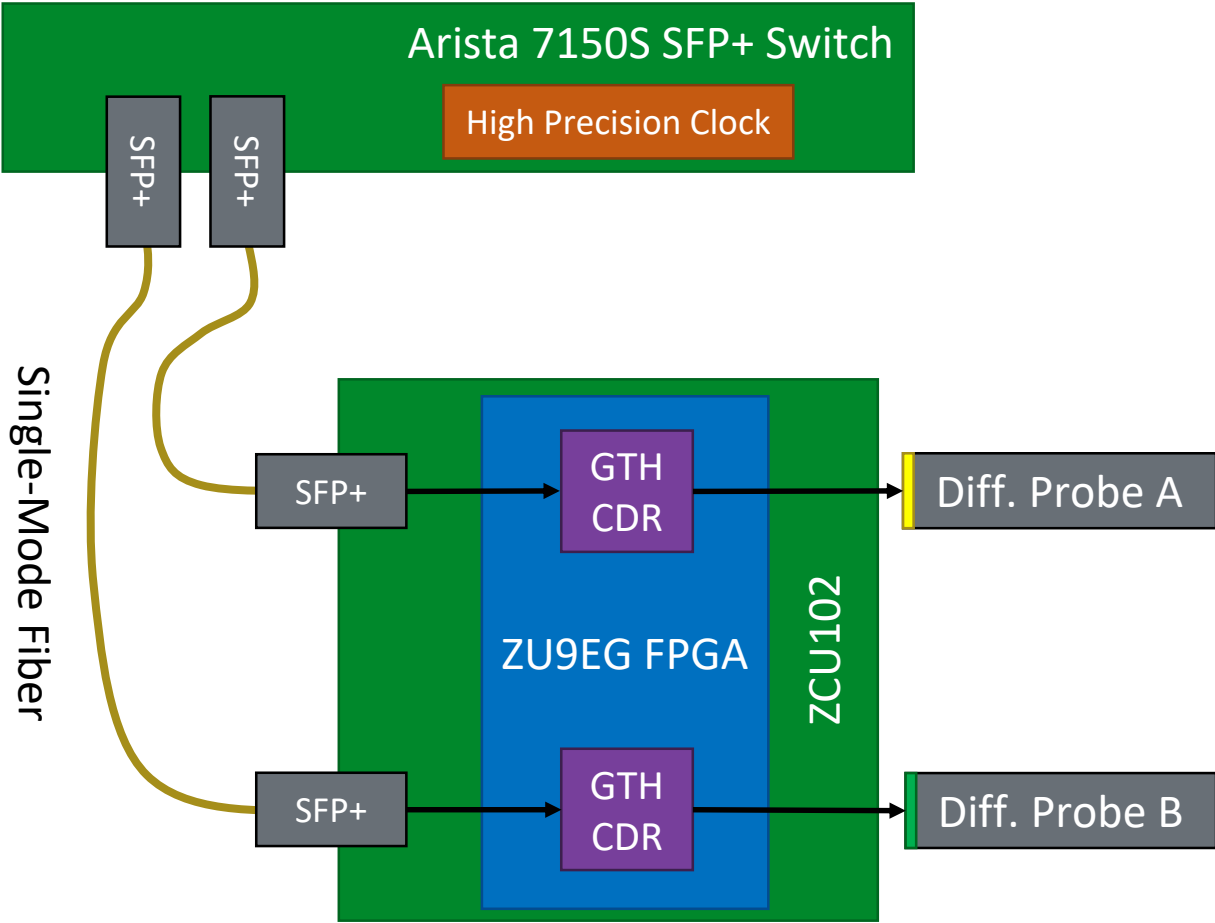 Arista 7150S SFP+ Switch
High Precision Clock
SFP+
SFP+
Single-Mode Fiber
SFP+
GTH
CDR
Diff. Probe A
ZU9EG FPGA
ZCU102
SFP+
GTH
CDR
Diff. Probe B